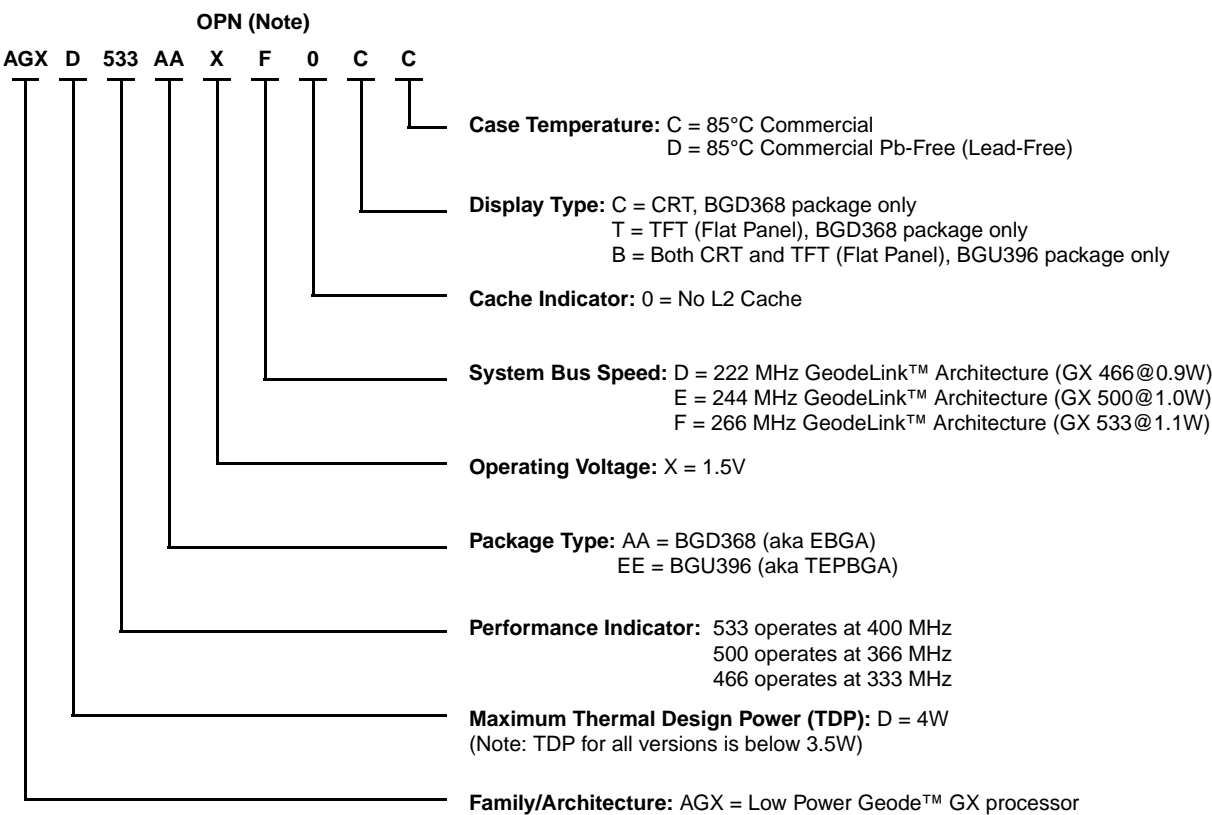 OPN (Note)
AGX D 533 AA X F 0 C C
Case Temperature: C = 85°C Commercial
D = 85°C Commercial Pb-Free (Lead-Free)
Display Type: C = CRT, BGD368 package only
T = TFT (Flat Panel), BGD368 package only
B = Both CRT and TFT (Flat Panel), BGU396 package only
Cache Indicator: 0 = No L2 Cache
System Bus Speed: D = 222 MHz GeodeLink™ Architecture (GX 466@0.9W)
E = 244 MHz GeodeLink™ Architecture (GX 500@1.0W)
F = 266 MHz GeodeLink™ Architecture (GX 533@1.1W)
Operating Voltage: X = 1.5V
Package Type: AA = BGD368 (aka EBGA)
EE = BGU396 (aka TEPBGA)
Performance Indicator: 533 operates at 400 MHz
500 operates at 366 MHz
466 operates at 333 MHz
Maximum Thermal Design Power (TDP): D = 4W
(Note: TDP for all versions is below 3.5W)
Family/Architecture: AGX = Low Power Geode™ GX processor